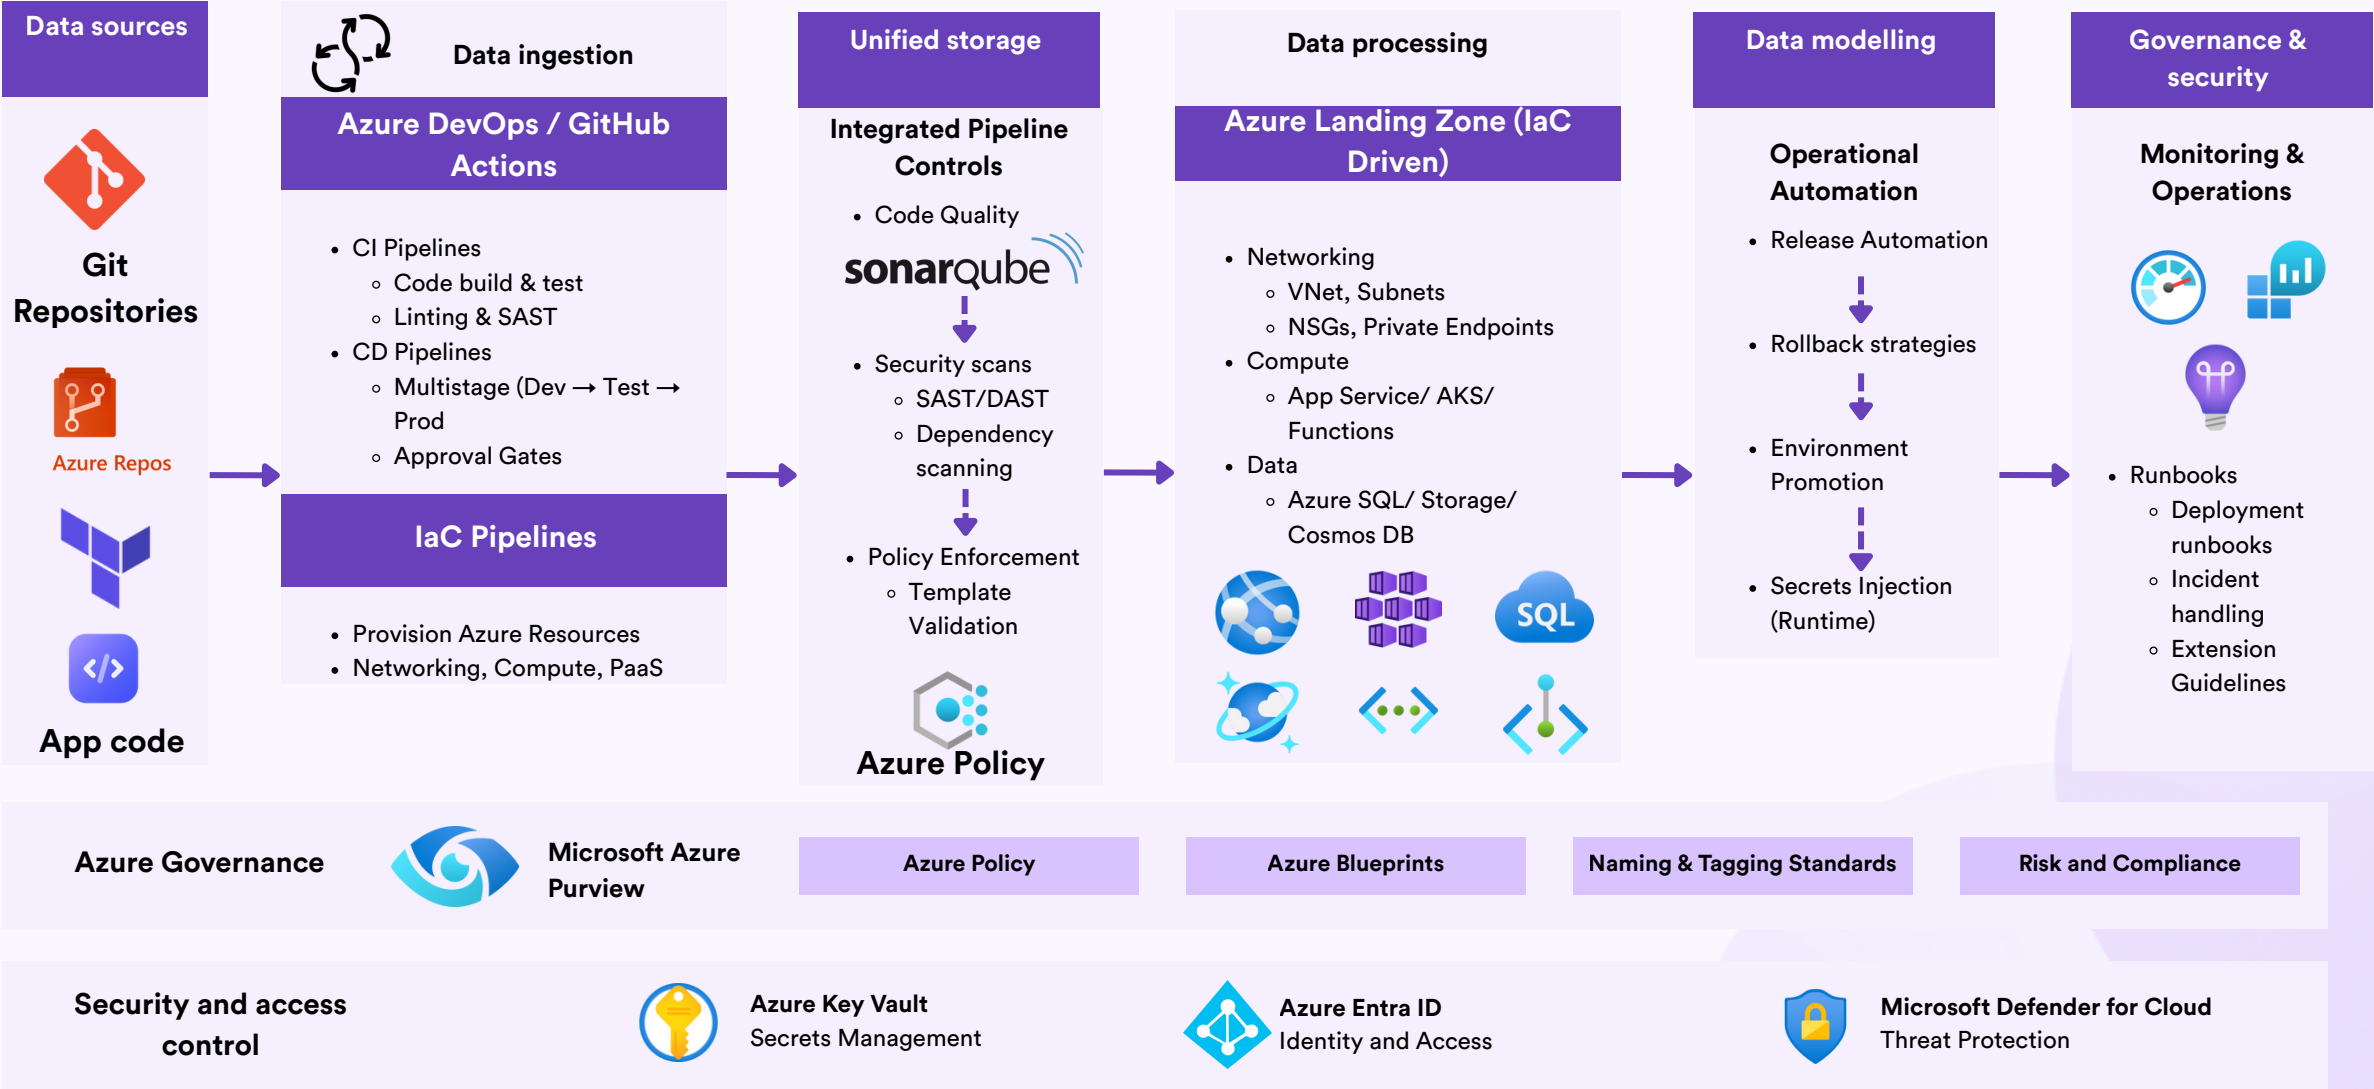 Data sources
Git
Repositories
Azure Repos
</>
App code
Data ingestion
Azure DevOps / GitHub
Actions
• CI Pipelines
◦ Code build & test
◦ Linting & SAST
• CD Pipelines
◦ Multistage (Dev → Test →
Prod
◦ Approval Gates
IaC Pipelines
• Provision Azure Resources
• Networking, Compute, PaaS
Unified storage
Integrated Pipeline
Controls
• Code Quality
sonarqube
• Security scans
◦ SAST/DAST
◦ Dependency
scanning
• Policy Enforcement
◦ Template
Validation
Azure Policy
Data processing
Azure Landing Zone (IaC
Driven)
• Networking
◦ VNet, Subnets
◦ NSGs, Private Endpoints
• Compute
◦ App Service/ AKS/
Functions
• Data
◦ Azure SQL/ Storage/
Cosmos DB
SQL
Data modelling
Operational
Automation
• Release Automation
• Rollback strategies
• Environment
Promotion
• Secrets Injection
(Runtime)
Governance &
security
Monitoring &
Operations
• Runbooks
◦ Deployment
runbooks
◦ Incident
handling
◦ Extension
Guidelines
Azure Governance
Microsoft Azure
Purview
Azure Policy
Azure Blueprints
Naming & Tagging Standards
Risk and Compliance
Security and access
control
Azure Key Vault
Secrets Management
Azure Entra ID
Identity and Access
Microsoft Defender for Cloud
Threat Protection